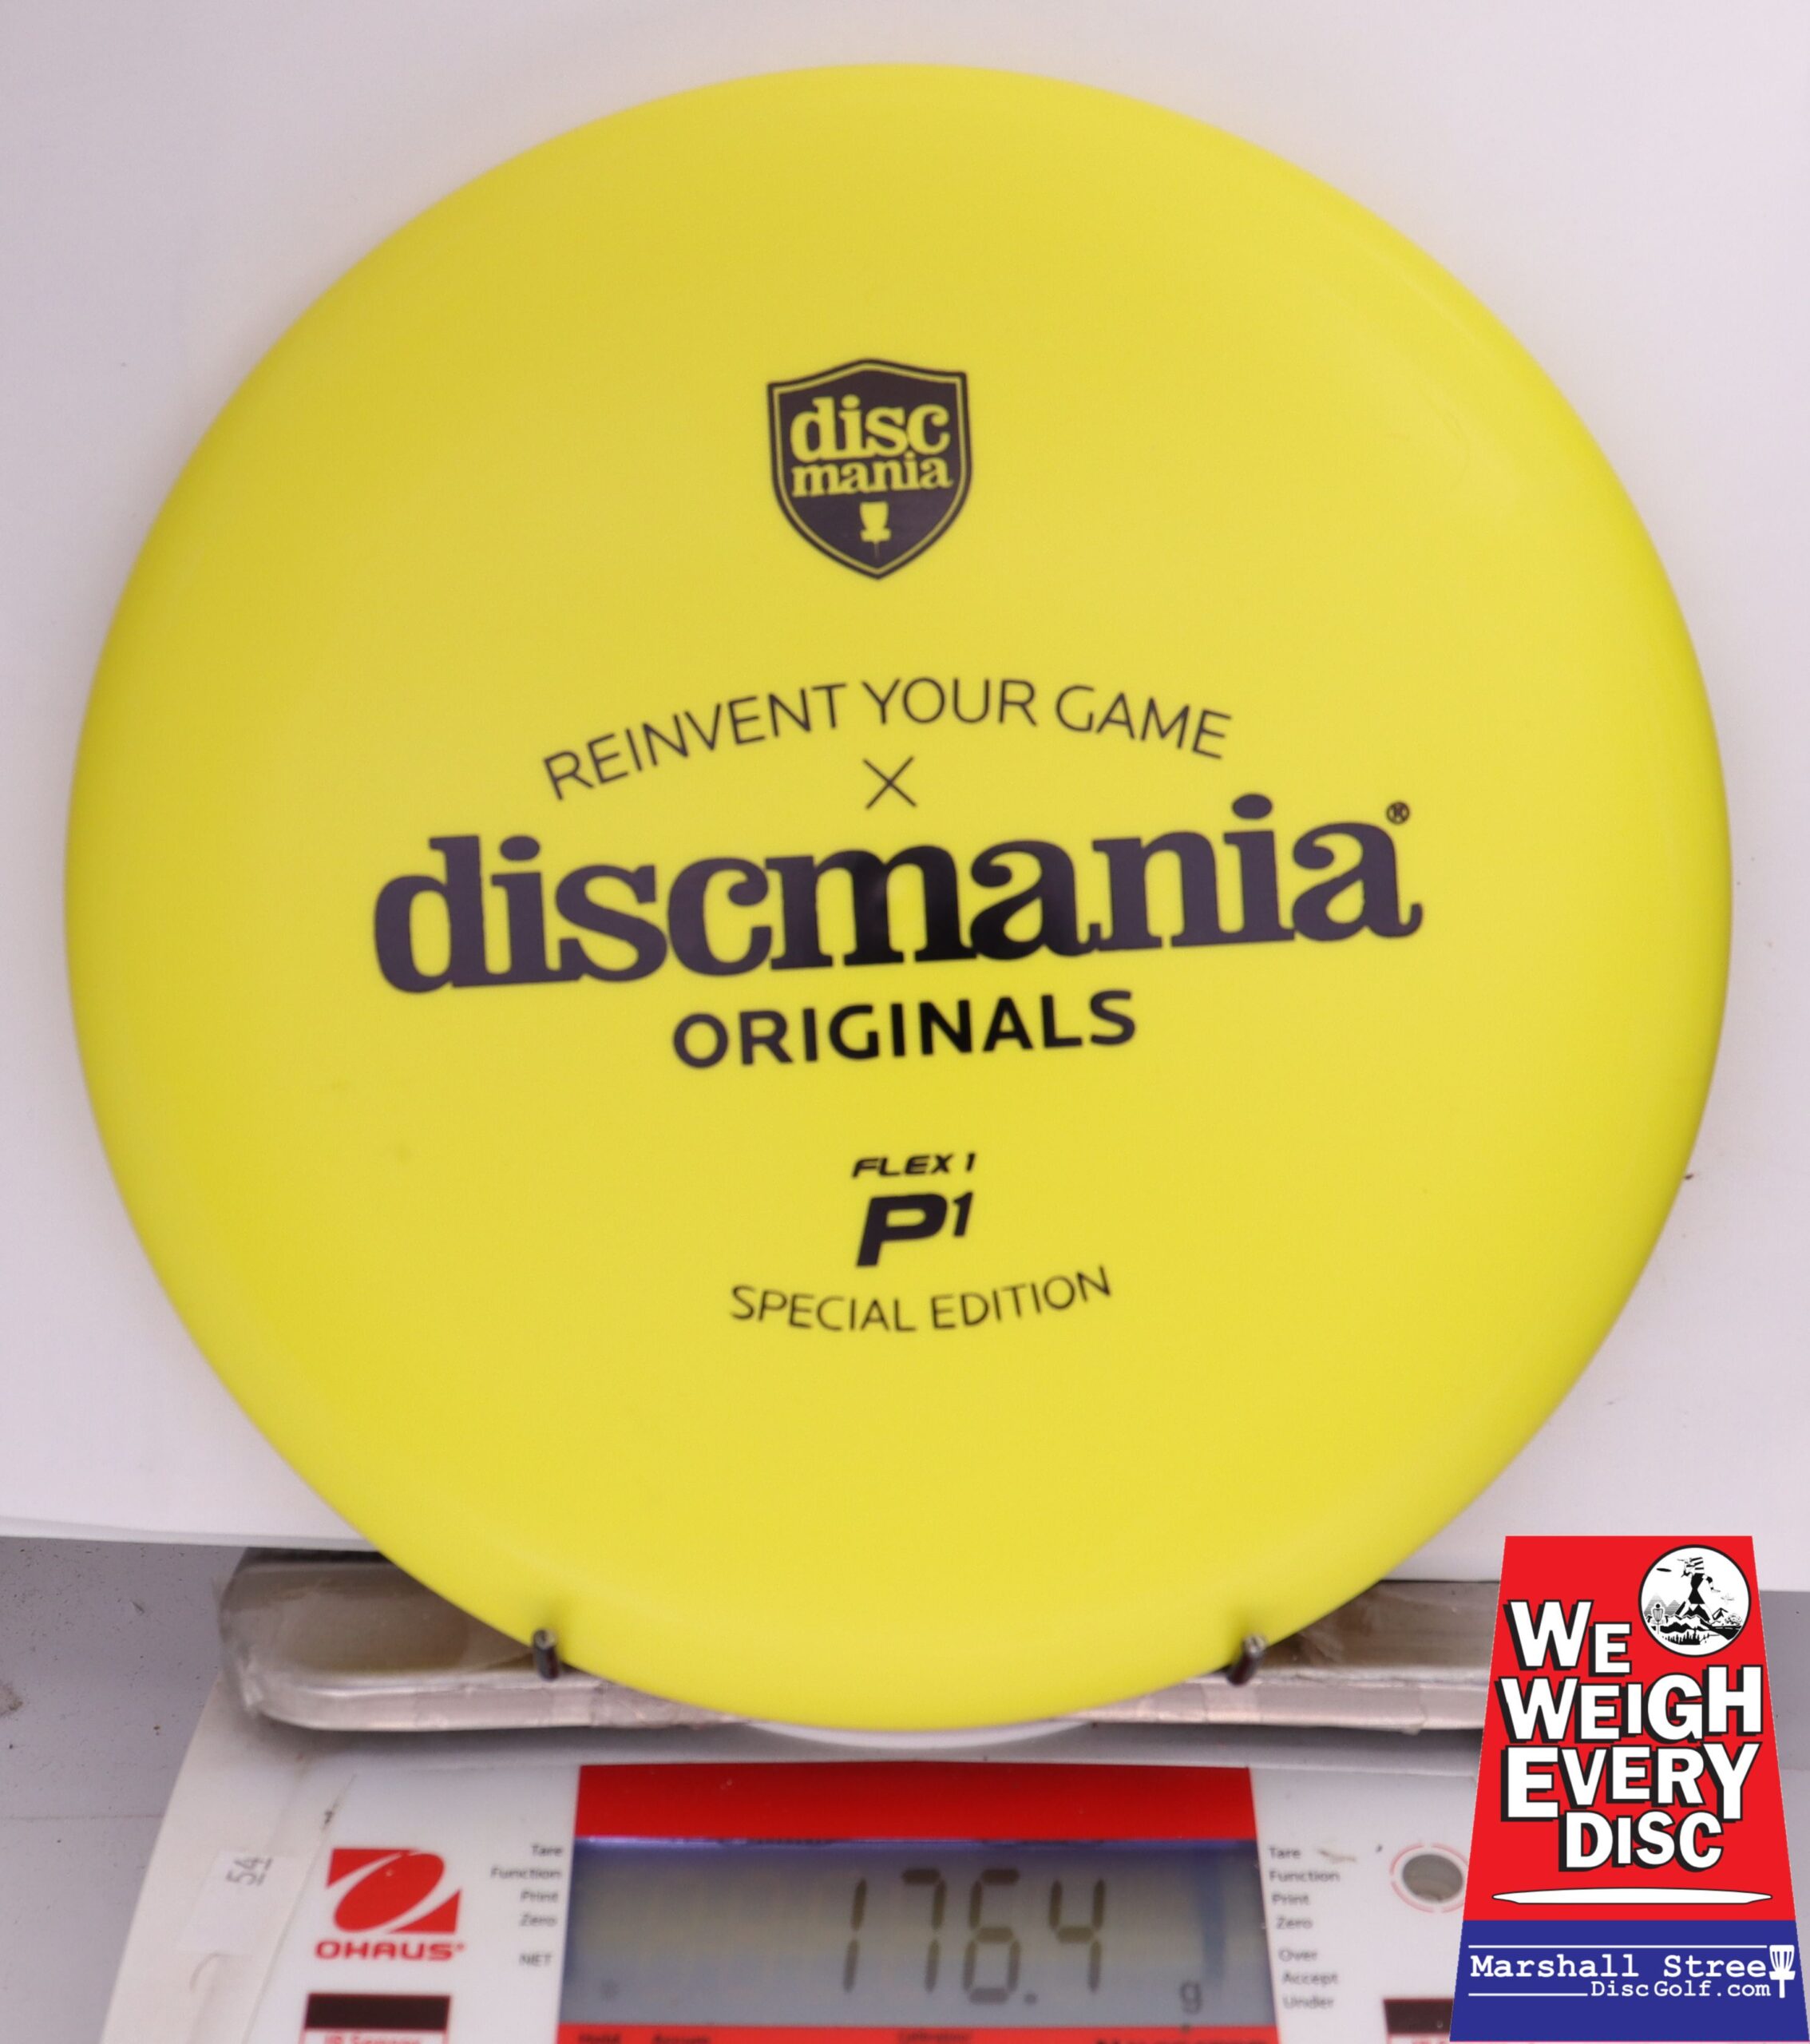 disc
mania
REINVENT YOUR GAME
X
discmania®
ORIGINALS
FLEX 1
P1
SPECIAL EDITION
WE
WEIGH
EVERY
DISC
Marshall Street
DiscGolf.com
54
OHAUS
Tare
Function
Print
Zero
NET
176.4
g
Tare
Function
Print
Zero
Over
Accept
Under